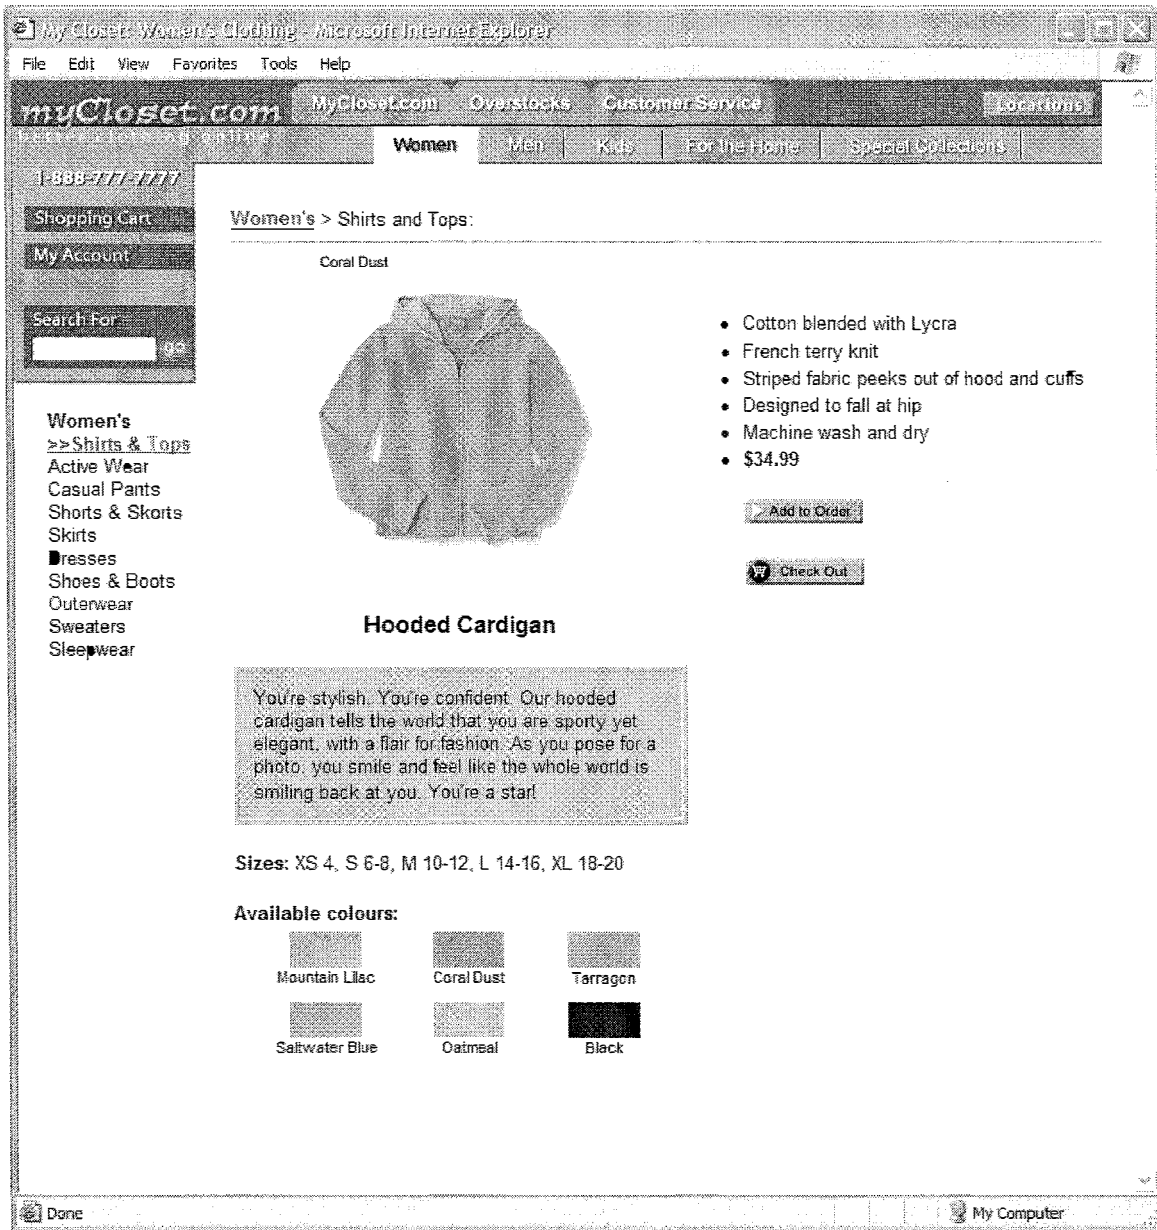 My Closet: Women's Clothing - Microsoft Internet Explorer
File Edit View Favorites Tools Help
myCloset.com MyCloset.com Overstocks Customer Service Locations
Women Men Kids For the Home Special Collections
1-888-777-7777
Shopping Cart
My Account
Search For
GO
Women's
>>Shirts & Tops
Active Wear
Casual Pants
Shorts & Skorts
Skirts
Dresses
Shoes & Boots
Outerwear
Sweaters
Sleepwear
Women's > Shirts and Tops:
Coral Dust
• Cotton blended with Lycra
• French terry knit
• Striped fabric peeks out of hood and cuffs
• Designed to fall at hip
• Machine wash and dry
• $34.99
Add to Order
Check Out
Hooded Cardigan
You're stylish. You're confident. Our hooded
cardigan tells the world that you are sporty yet
elegant, with a flair for fashion. As you pose for a
photo, you smile and feel like the whole world is
smiling back at you. You're a star!
Sizes: XS 4, S 6-8, M 10-12, L 14-16, XL 18-20
Available colours:
Mountain Lilac Coral Dust Tarragon
Saltwater Blue Oatmeal Black
Done My Computer